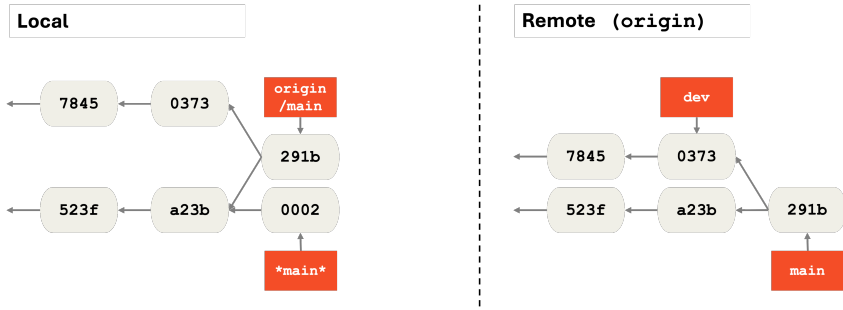 Local
origin
/main
7845
0373
291b
523f
a23b
0002
*main*
Remote (origin)
dev
7845
0373
523f
a23b
291b
main